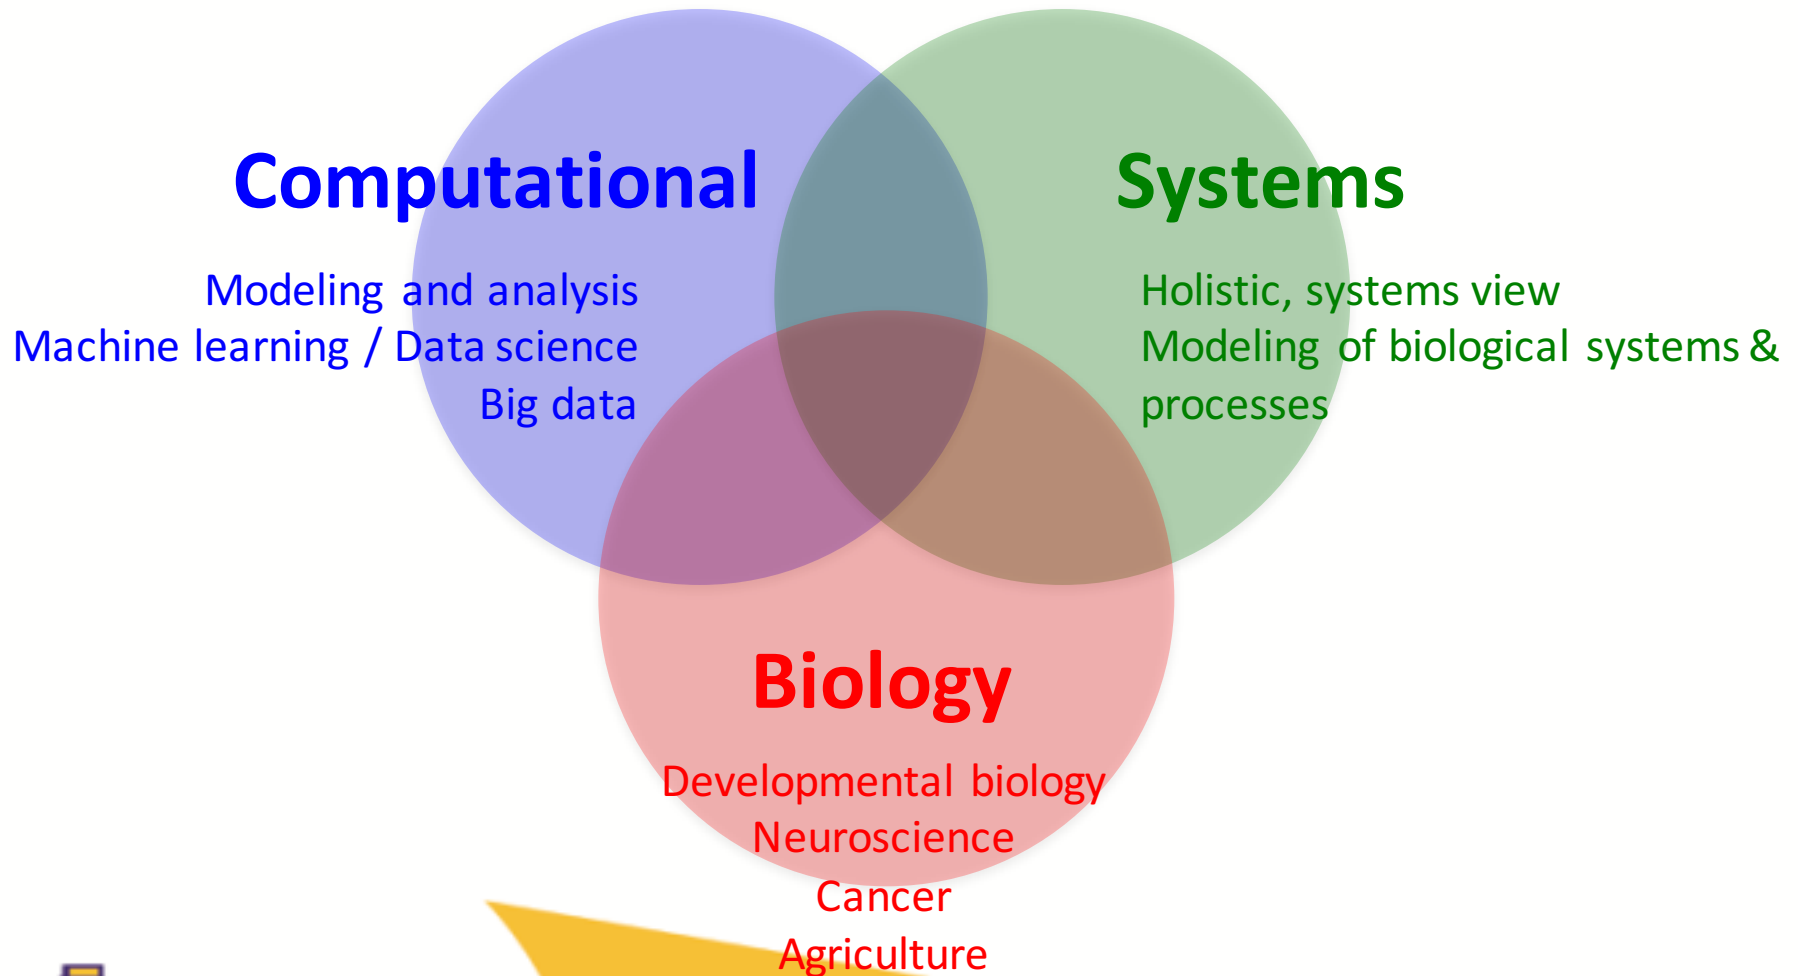 Computational
Modeling and analysis
Machine learning / Data science
Big data
Systems
Holistic, systems view
Modeling of biological systems &
processes
Biology
Developmental biology
Neuroscience
Cancer
Agriculture